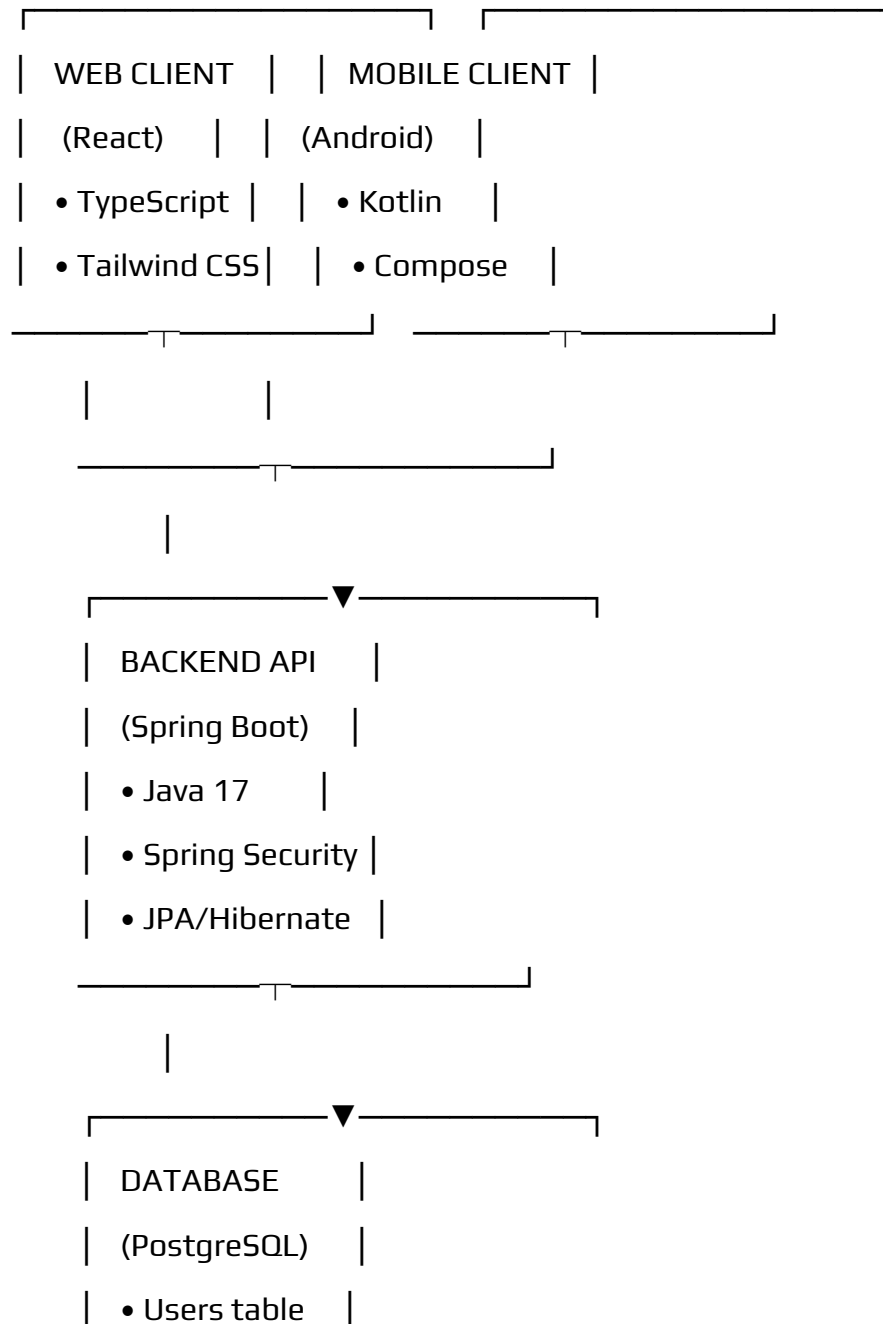 WEB CLIENT MOBILE CLIENT
(React) (Android)
• TypeScript • Kotlin
• Tailwind CSS • Compose
BACKEND API
(Spring Boot)
• Java 17
• Spring Security
• JPA/Hibernate
DATABASE
(PostgreSQL)
• Users table